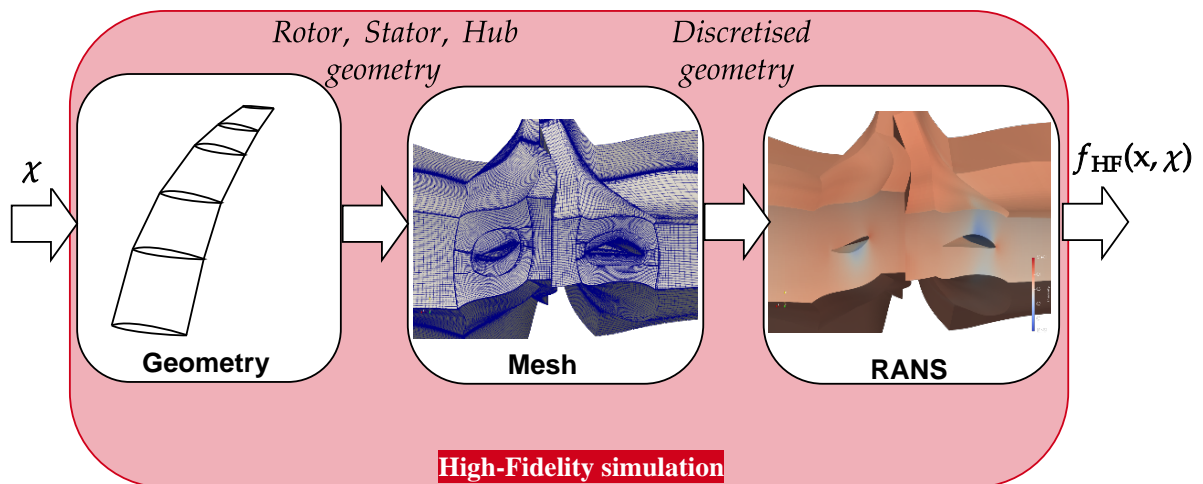 Rotor, Stator, Hub
geometry
Discretised
geometry
χ
f_HF(x, χ)
Geometry
Mesh
RANS
High-Fidelity simulation